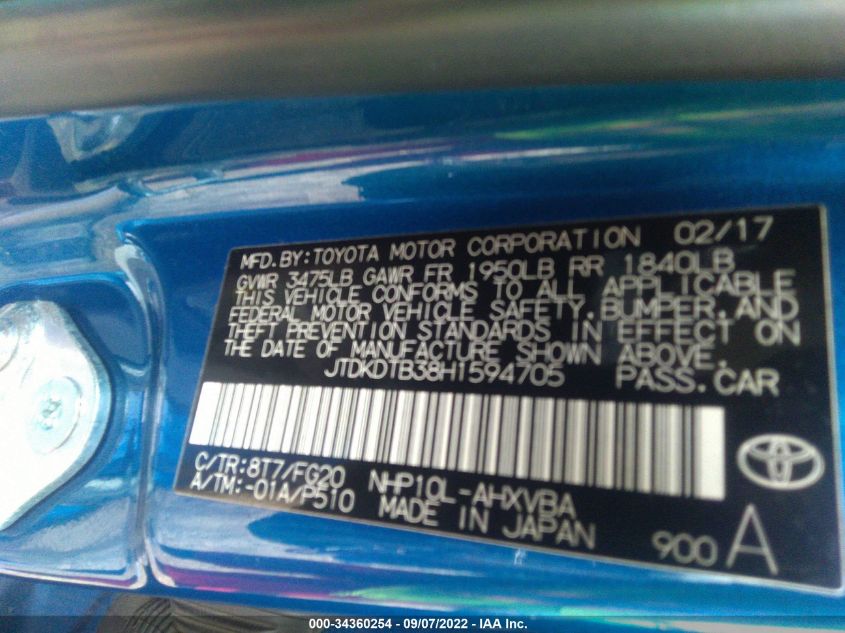 MFD.BY:TOYOTA MOTOR CORPORATION 02/17
GVWR 3475LB GAWR FR 1950LB RR 1840LB
THIS VEHICLE CONFORMS TO ALL APPLICABLE
FEDERAL MOTOR VEHICLE SAFETY,BUMPER,AND
THEFT PREVENTION STANDARDS IN EFFECT ON
THE DATE OF MANUFACTURE SHOWN ABOVE.
JTDKDTB38H1594705 PASS.CAR
C/TR:8T7/FG20 NHP10L-AHXVBA
A/TM:-01A/P510 MADE IN JAPAN 900 A
000-34360254 - 09/07/2022 - IAA Inc.